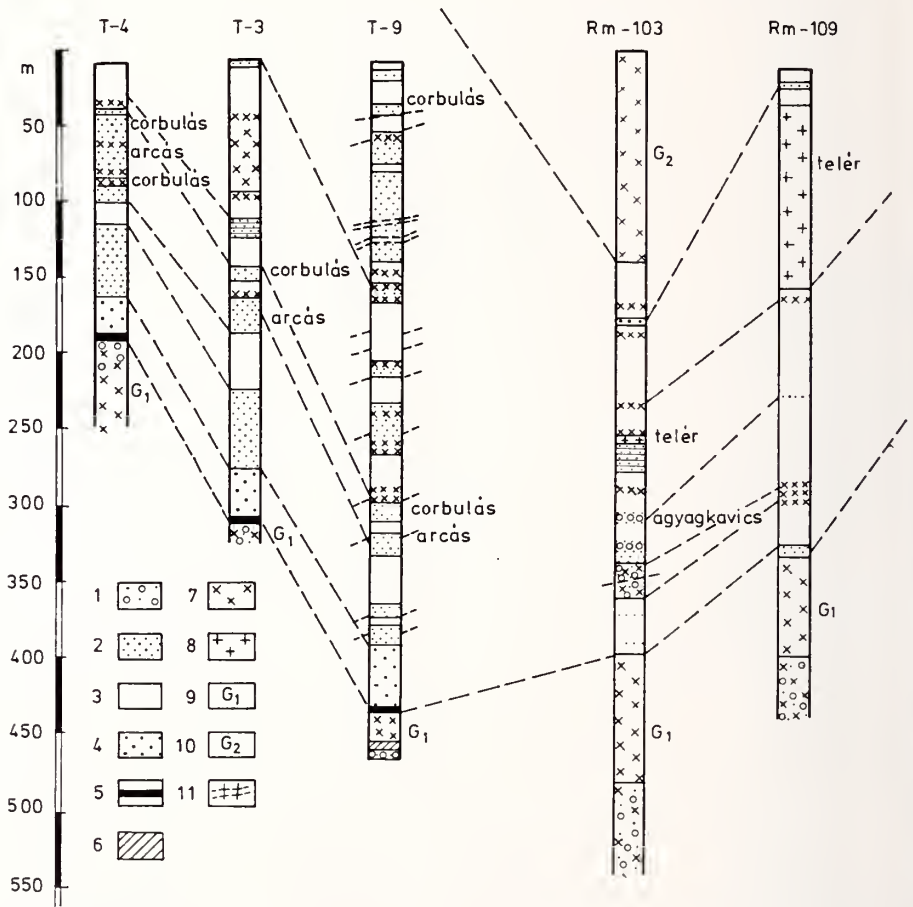 T-4 T-3 T-9 Rm-103 Rm-109
m
50
100
150
200
250
300
350
400
450
500
550
corbulás
arcás
corbulás
G1
corbulás
arcás
G1
corbulás
corbulás
arcás
G1
G2
telér
agyagkavics
G1
telér
G1
1
2
3
4
5
6
7
8
9 G1
10 G2
11